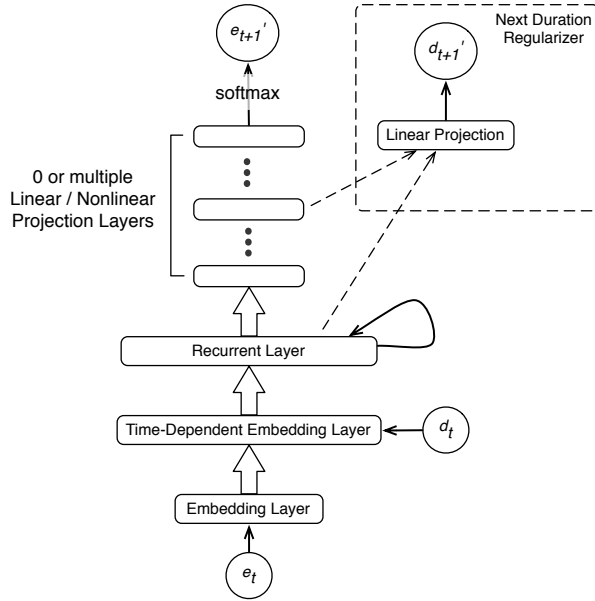 Next Duration
Regularizer
e_{t+1}'
d_{t+1}'
softmax
Linear Projection
0 or multiple
Linear / Nonlinear
Projection Layers
Recurrent Layer
Time-Dependent Embedding Layer
d_t
Embedding Layer
e_t